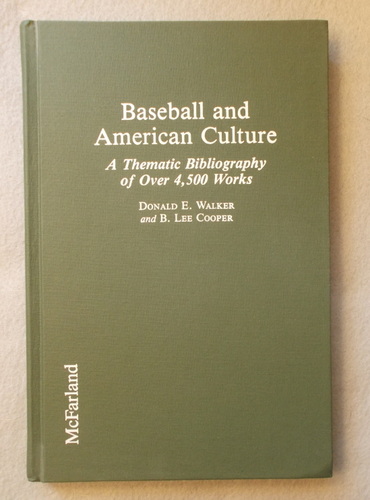 Baseball and
American Culture
A Thematic Bibliography
of Over 4,500 Works
Donald E. Walker
and B. Lee Cooper
McFarland